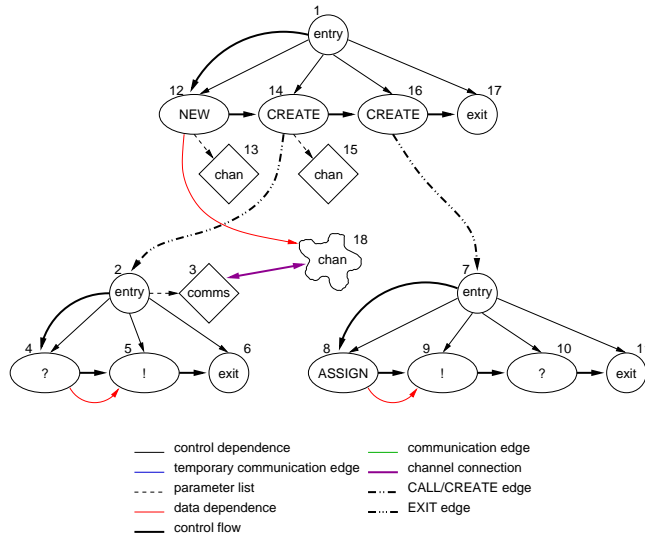 1
entry
12 14 16 17
NEW CREATE CREATE exit
13 15
chan chan
18
chan
2 3 7
entry comms entry
4 5 6 8 9 10
? ! exit ASSIGN ! ? exit
control dependence communication edge
temporary communication edge channel connection
parameter list CALL/CREATE edge
data dependence EXIT edge
control flow